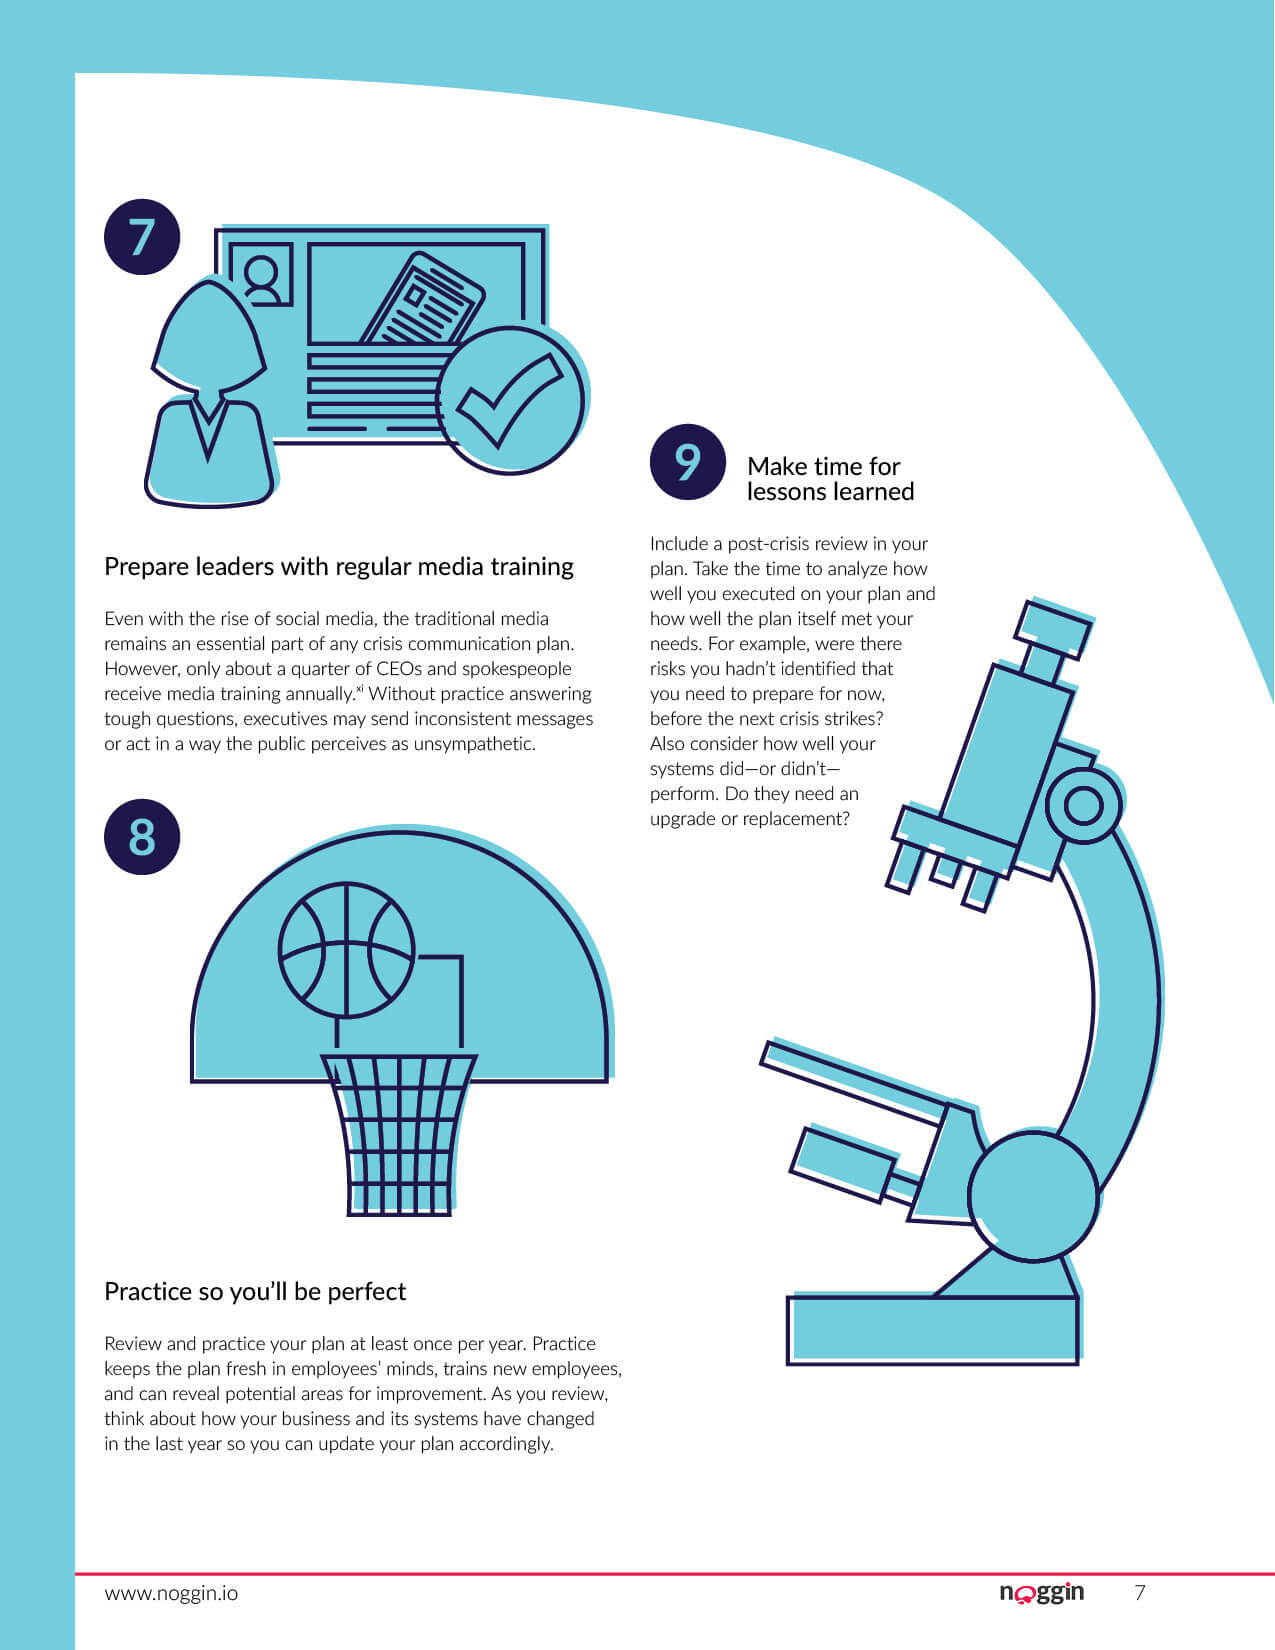 7
Prepare leaders with regular media training
Even with the rise of social media, the traditional media
remains an essential part of any crisis communication plan.
However, only about a quarter of CEOs and spokespeople
receive media training annually.xi Without practice answering
tough questions, executives may send inconsistent messages
or act in a way the public perceives as unsympathetic.
8
Practice so you’ll be perfect
Review and practice your plan at least once per year. Practice
keeps the plan fresh in employees’ minds, trains new employees,
and can reveal potential areas for improvement. As you review,
think about how your business and its systems have changed
in the last year so you can update your plan accordingly.
9
Make time for
lessons learned
Include a post-crisis review in your
plan. Take the time to analyze how
well you executed on your plan and
how well the plan itself met your
needs. For example, were there
risks you hadn’t identified that
you need to prepare for now,
before the next crisis strikes?
Also consider how well your
systems did—or didn’t—
perform. Do they need an
upgrade or replacement?
www.noggin.io
noggin
7